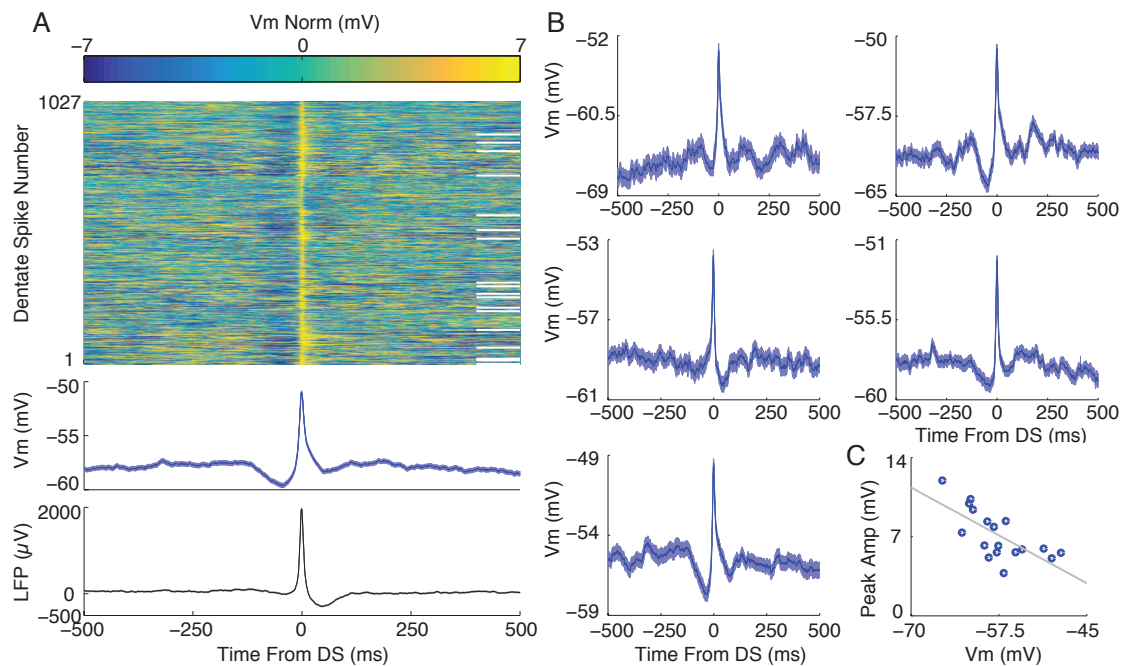 A
Vm Norm (mV)
−7 0 7
1027
Dentate Spike Number
1
−50
−55
−60
Vm (mV)
2000
0
−500
LFP (µV)
−500 −250 0 250 500
Time From DS (ms)
B
−52
−60.5
−69
Vm (mV)
−500 −250 0 250 500
−50
−57.5
−65
−500 −250 0 250 500
−53
−57
−61
Vm (mV)
−500 −250 0 250 500
−51
−55.5
−60
−500 −250 0 250 500
Time From DS (ms)
−49
−54
−59
Vm (mV)
−500 −250 0 250 500
Time From DS (ms)
C
14
7
0
Peak Amp (mV)
−70 −57.5 −45
Vm (mV)